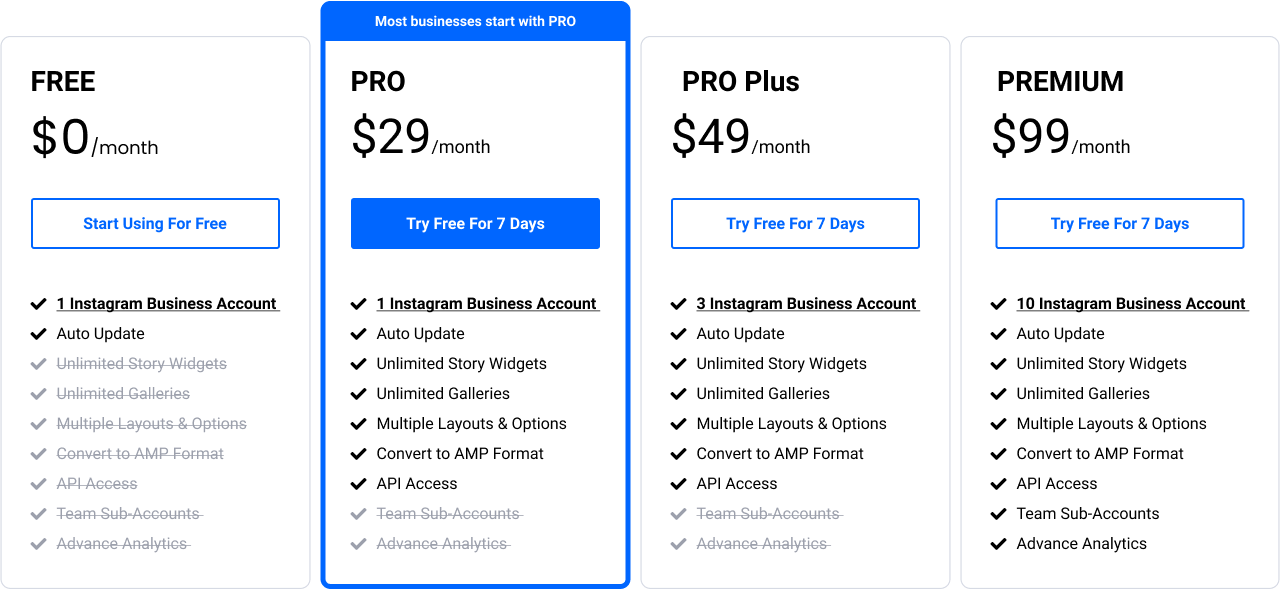 Most businesses start with PRO
FREE
$0/month
Start Using For Free
1 Instagram Business Account
Auto Update
Unlimited Story Widgets
Unlimited Galleries
Multiple Layouts & Options
Convert to AMP Format
API Access
Team Sub-Accounts
Advance Analytics
PRO
$29/month
Try Free For 7 Days
1 Instagram Business Account
Auto Update
Unlimited Story Widgets
Unlimited Galleries
Multiple Layouts & Options
Convert to AMP Format
API Access
Team Sub-Accounts
Advance Analytics
PRO Plus
$49/month
Try Free For 7 Days
3 Instagram Business Account
Auto Update
Unlimited Story Widgets
Unlimited Galleries
Multiple Layouts & Options
Convert to AMP Format
API Access
Team Sub-Accounts
Advance Analytics
PREMIUM
$99/month
Try Free For 7 Days
10 Instagram Business Account
Auto Update
Unlimited Story Widgets
Unlimited Galleries
Multiple Layouts & Options
Convert to AMP Format
API Access
Team Sub-Accounts
Advance Analytics